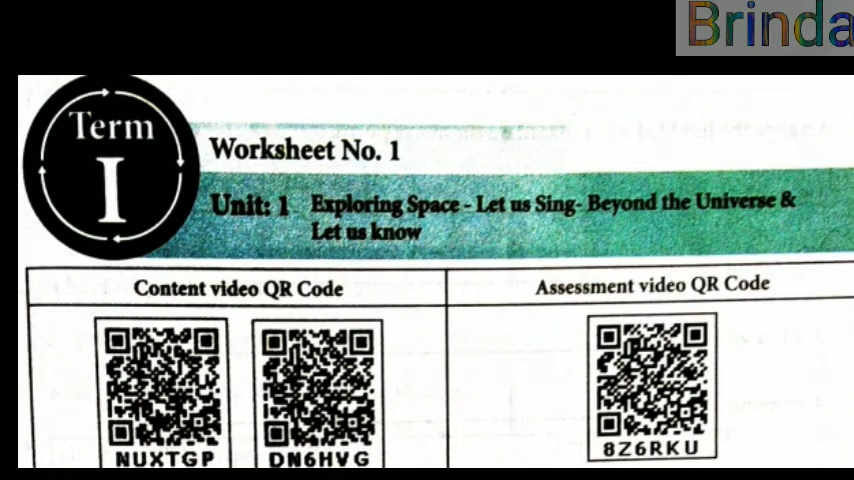 Brinda
Term
I
Worksheet No. 1
Unit: 1 Exploring Space - Let us Sing- Beyond the Universe &
Let us know
Content video QR Code
Assessment video QR Code
NUXTGP
DN6HVG
8Z6RKU